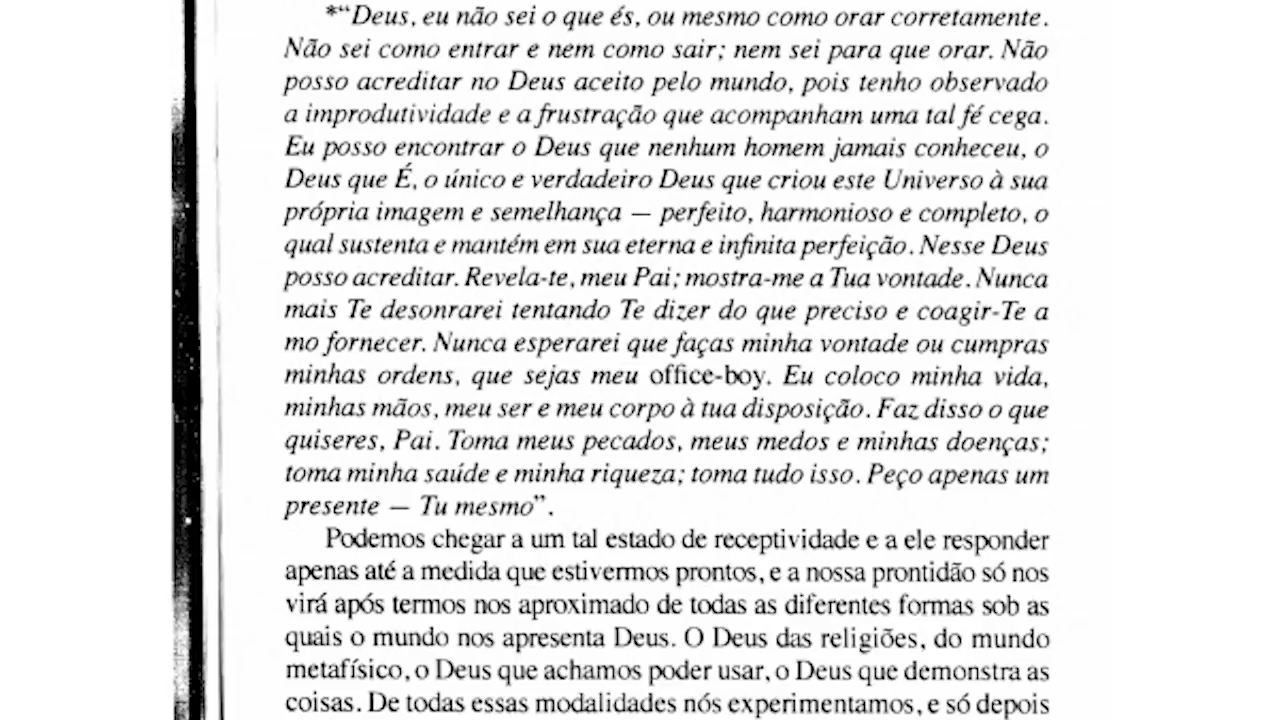 *“Deus, eu não sei o que és, ou mesmo como orar corretamente.
Não sei como entrar e nem como sair; nem sei para que orar. Não
posso acreditar no Deus aceito pelo mundo, pois tenho observado
a improdutividade e a frustração que acompanham uma tal fé cega.
Eu posso encontrar o Deus que nenhum homem jamais conheceu, o
Deus que É, o único e verdadeiro Deus que criou este Universo à sua
própria imagem e semelhança — perfeito, harmonioso e completo, o
qual sustenta e mantém em sua eterna e infinita perfeição. Nesse Deus
posso acreditar. Revela-te, meu Pai; mostra-me a Tua vontade. Nunca
mais Te desonrarei tentando Te dizer do que preciso e coagir-Te a
mo fornecer. Nunca esperarei que faças minha vontade ou cumpras
minhas ordens, que sejas meu office-boy. Eu coloco minha vida,
minhas mãos, meu ser e meu corpo à tua disposição. Faz disso o que
quiseres, Pai. Toma meus pecados, meus medos e minhas doenças;
toma minha saúde e minha riqueza; toma tudo isso. Peço apenas um
presente — Tu mesmo”.
Podemos chegar a um tal estado de receptividade e a ele responder
apenas até a medida que estivermos prontos, e a nossa prontidão só nos
virá após termos nos aproximado de todas as diferentes formas sob as
quais o mundo nos apresenta Deus. O Deus das religiões, do mundo
metafísico, o Deus que achamos poder usar, o Deus que demonstra as
coisas. De todas essas modalidades nós experimentamos, e só depois